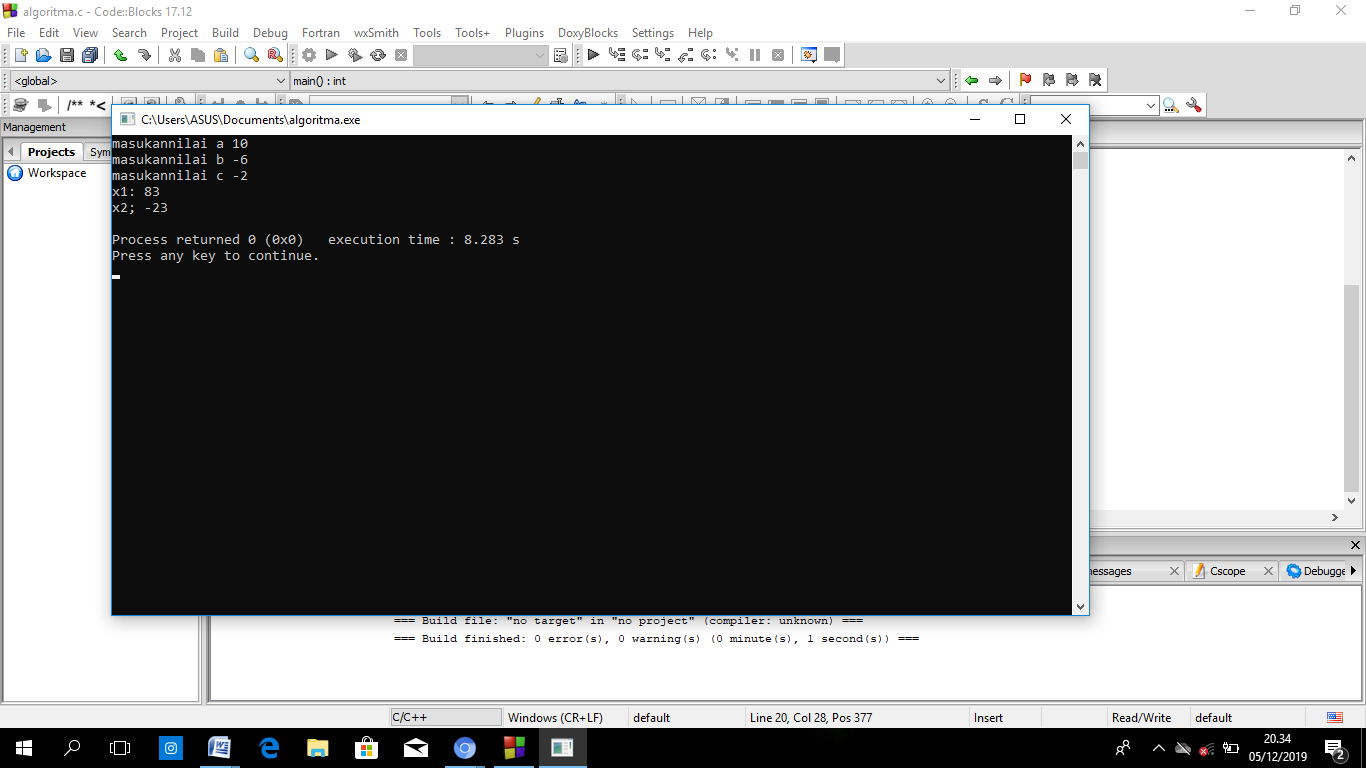 algoritma.c - Code::Blocks 17.12
File Edit View Search Project Build Debug Fortran wxSmith Tools Tools+ Plugins DoxyBlocks Settings Help
<global> main() : int
/** *<
Management
C:\Users\ASUS\Documents\algoritma.exe
Projects Sym
Workspace
masukannilai a 10
masukannilai b -6
masukannilai c -2
x1: 83
x2; -23
Process returned 0 (0x0) execution time : 8.283 s
Press any key to continue.
essages Cscope Debugge
=== Build file: "no target" in "no project" (compiler: unknown) ===
=== Build finished: 0 error(s), 0 warning(s) (0 minute(s), 1 second(s)) ===
C/C++ Windows (CR+LF) default Line 20, Col 28, Pos 377 Insert Read/Write default
20.34
05/12/2019
2